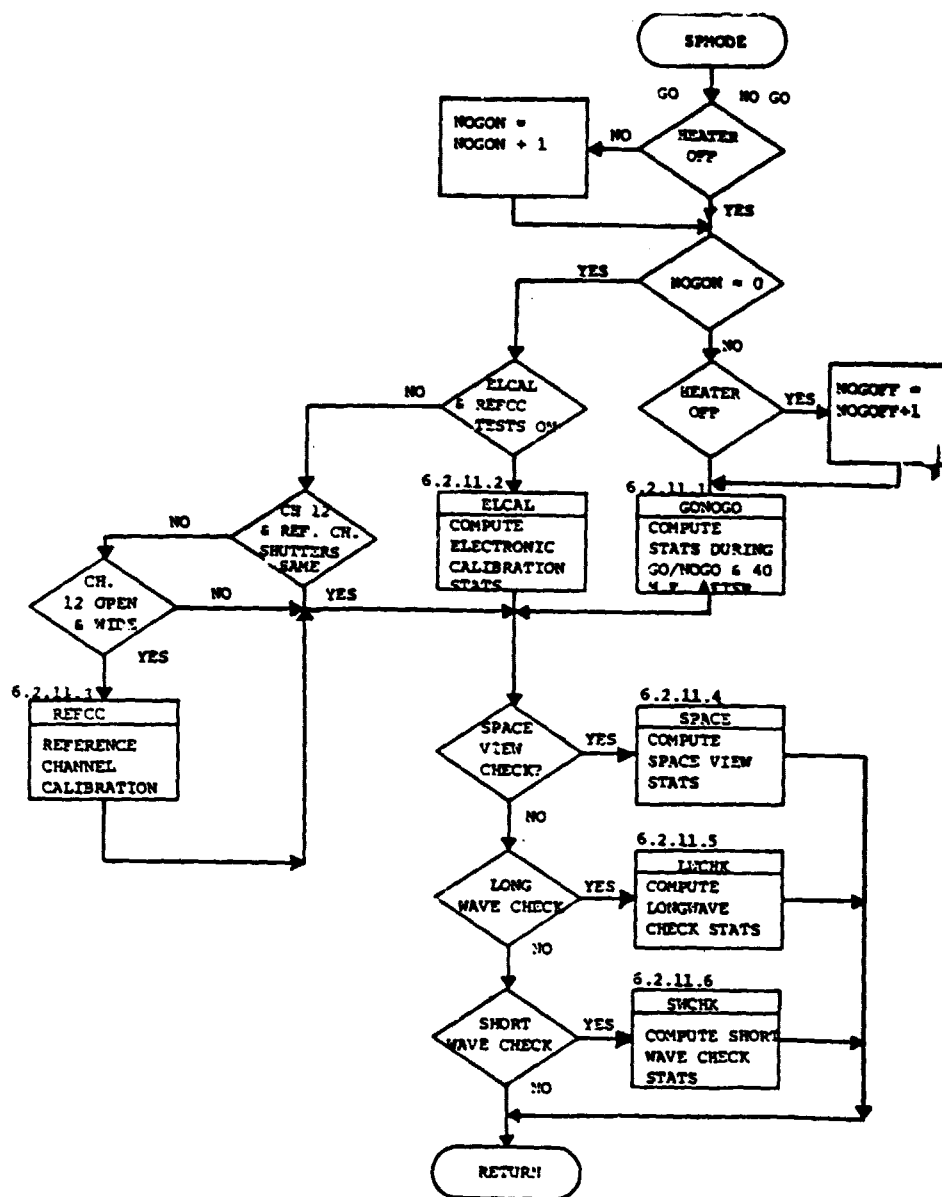 SPMODE
GO
NO GO
HEATER
OFF
NO
YES
NOGON =
NOGON + 1
NOGON = 0
YES
NO
HEATER
OFF
YES
NOGOFF =
NOGOFF+1
ELCAL
& REFCC
TESTS ON
NO
6.2.11.2
ELCAL
COMPUTE
ELECTRONIC
CALIBRATION
STATS
6.2.11.1
GONOGO
COMPUTE
STATS DURING
GO/NOGO & 40
AFTER
CH 12
& REF. CH.
SHUTTERS
SAME
NO
YES
CH.
12 OPEN
& WIDE
NO
YES
6.2.11.3
REFCC
REFERENCE
CHANNEL
CALIBRATION
SPACE
VIEW
CHECK?
YES
NO
6.2.11.4
SPACE
COMPUTE
SPACE VIEW
STATS
LONG
WAVE CHECK
YES
NO
6.2.11.5
LWCHK
COMPUTE
LONGWAVE
CHECK STATS
SHORT
WAVE CHECK
YES
NO
6.2.11.6
SWCHK
COMPUTE SHORT
WAVE CHECK
STATS
RETURN